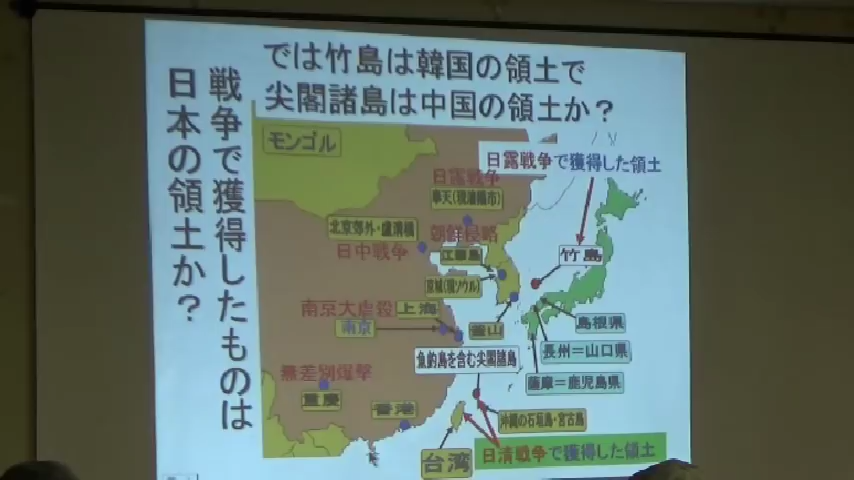 では竹島は韓国の領土で
尖閣諸島は中国の領土か？
戦争で獲得したものは
日本の領土か？
モンゴル
日露戦争で獲得した領土
日露戦争
奉天(現瀋陽市)
北京郊外・盧溝橋
朝鮮侵略
日中戦争
江華島
竹島
京城(現ソウル)
南京大虐殺
上海
南京
釜山
島根県
魚釣島を含む尖閣諸島
長州＝山口県
無差別爆撃
薩摩＝鹿児島県
重慶
香港
沖縄の石垣島・宮古島
台湾
日清戦争で獲得した領土